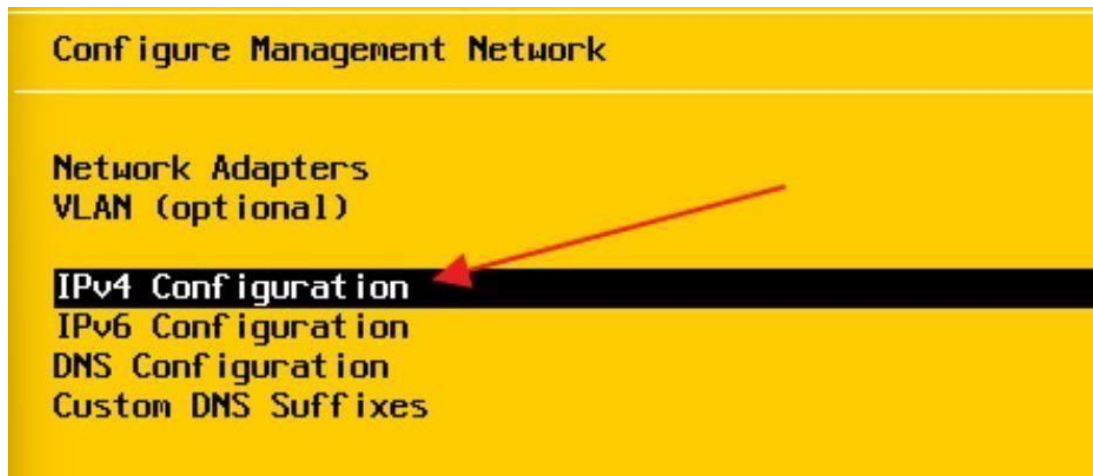 Configure Management Network
Network Adapters
VLAN (optional)
IPv4 Configuration
IPv6 Configuration
DNS Configuration
Custom DNS Suffixes